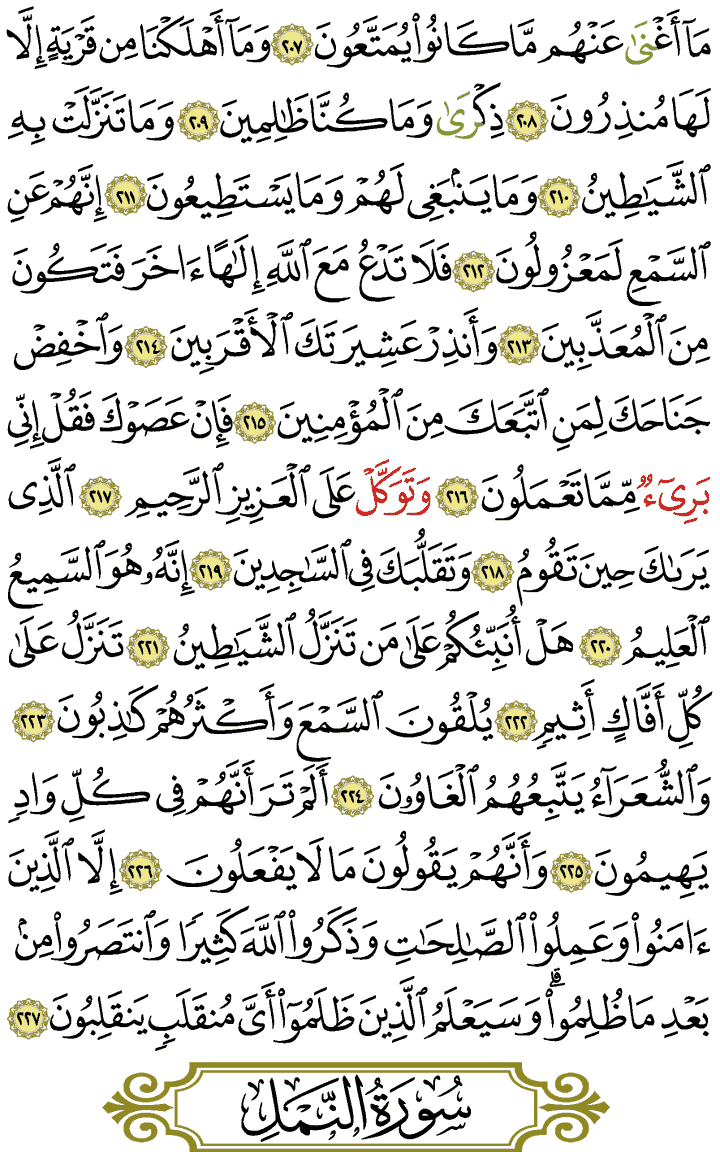 مَآ أَغْنَىٰ عَنْهُم مَّا كَانُوا۟ يُمَتَّعُونَ ٢٠٧ وَمَآ أَهْلَكْنَا مِن قَرْيَةٍ إِلَّا
لَهَا مُنذِرُونَ ٢٠٨ ذِكْرَىٰ وَمَا كُنَّا ظَٰلِمِينَ ٢٠٩ وَمَا تَنَزَّلَتْ بِهِ
ٱلشَّيَٰطِينُ ٢١٠ وَمَا يَنۢبَغِى لَهُمْ وَمَا يَسْتَطِيعُونَ ٢١١ إِنَّهُمْ عَنِ
ٱلسَّمْعِ لَمَعْزُولُونَ ٢١٢ فَلَا تَدْعُ مَعَ ٱللَّهِ إِلَٰهًا ءَاخَرَ فَتَكُونَ
مِنَ ٱلْمُعَذَّبِينَ ٢١٣ وَأَنذِرْ عَشِيرَتَكَ ٱلْأَقْرَبِينَ ٢١٤ وَٱخْفِضْ
جَنَاحَكَ لِمَنِ ٱتَّبَعَكَ مِنَ ٱلْمُؤْمِنِينَ ٢١٥ فَإِنْ عَصَوْكَ فَقُلْ إِنِّى
بَرِىٓءٌ مِّمَّا تَعْمَلُونَ ٢١٦ وَتَوَكَّلْ عَلَى ٱلْعَزِيزِ ٱلرَّحِيمِ ٢١٧ ٱلَّذِى
يَرَىٰكَ حِينَ تَقُومُ ٢١٨ وَتَقَلُّبَكَ فِى ٱلسَّٰجِدِينَ ٢١٩ إِنَّهُۥ هُوَ ٱلسَّمِيعُ
ٱلْعَلِيمُ ٢٢٠ هَلْ أُنَبِّئُكُمْ عَلَىٰ مَن تَنَزَّلُ ٱلشَّيَٰطِينُ ٢٢١ تَنَزَّلُ عَلَىٰ
كُلِّ أَفَّاكٍ أَثِيمٍ ٢٢٢ يُلْقُونَ ٱلسَّمْعَ وَأَكْثَرُهُمْ كَٰذِبُونَ ٢٢٣
وَٱلشُّعَرَآءُ يَتَّبِعُهُمُ ٱلْغَاوُۥنَ ٢٢٤ أَلَمْ تَرَ أَنَّهُمْ فِى كُلِّ وَادٍ
يَهِيمُونَ ٢٢٥ وَأَنَّهُمْ يَقُولُونَ مَا لَا يَفْعَلُونَ ٢٢٦ إِلَّا ٱلَّذِينَ
ءَامَنُوا۟ وَعَمِلُوا۟ ٱلصَّٰلِحَٰتِ وَذَكَرُوا۟ ٱللَّهَ كَثِيرًا وَٱنتَصَرُوا۟ مِنۢ
بَعْدِ مَا ظُلِمُوا۟ ۗ وَسَيَعْلَمُ ٱلَّذِينَ ظَلَمُوٓا۟ أَىَّ مُنقَلَبٍ يَنقَلِبُونَ ٢٢٧
سُورَةُ النَّمْلِ